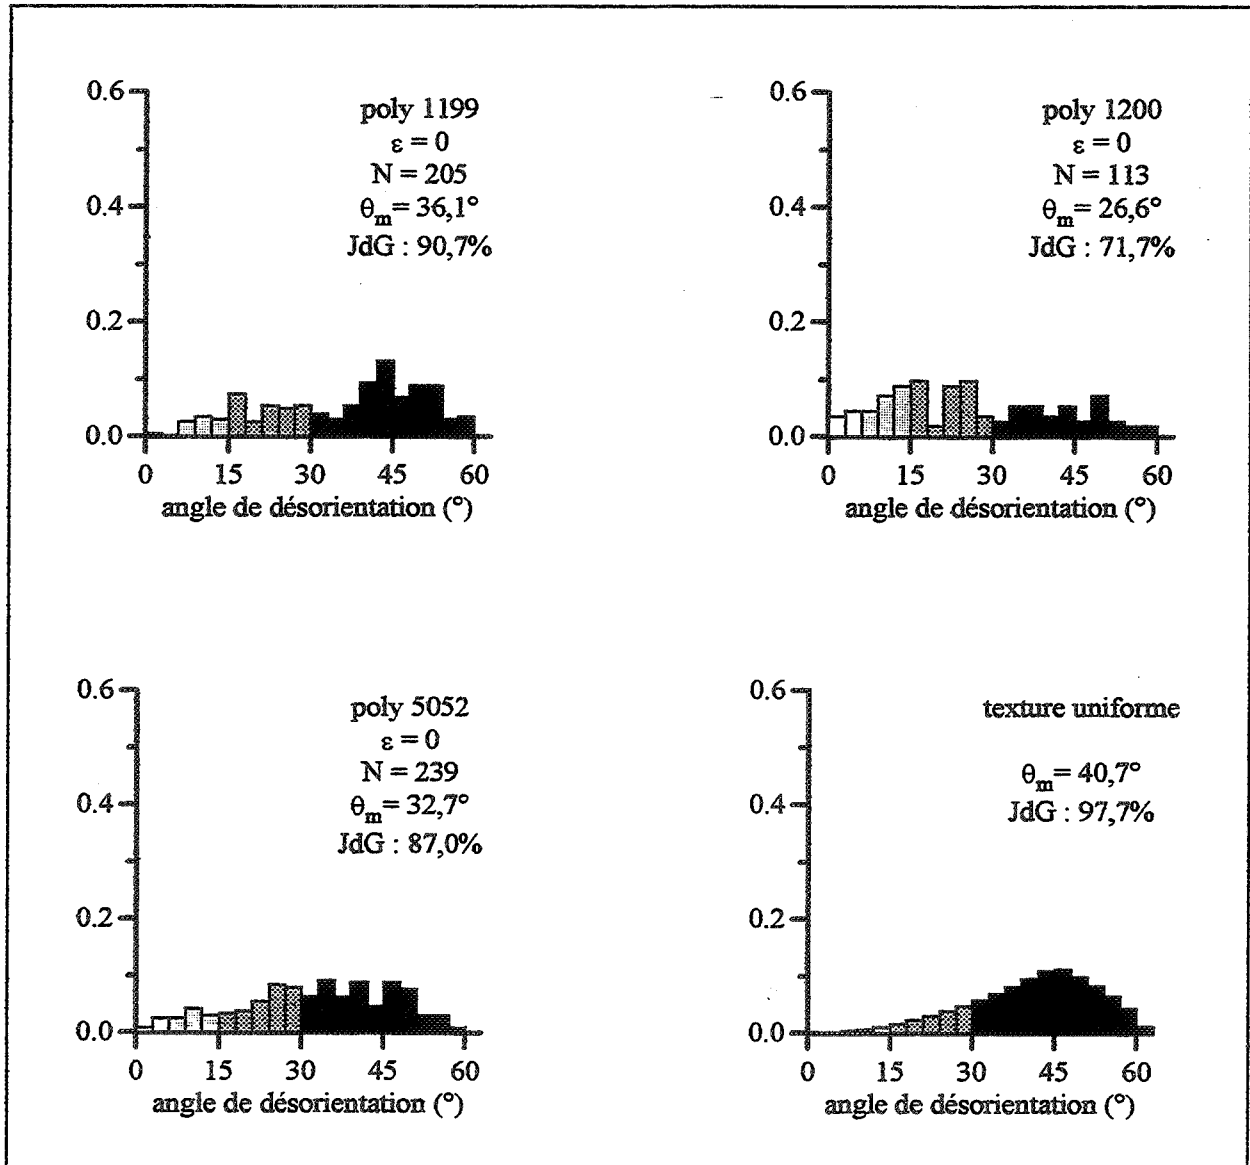 poly 1199
ε = 0
N = 205
θm = 36,1°
JdG : 90,7%
0.6
0.4
0.2
0.0
0 15 30 45 60
angle de désorientation (°)
poly 1200
ε = 0
N = 113
θm = 26,6°
JdG : 71,7%
0.6
0.4
0.2
0.0
0 15 30 45 60
angle de désorientation (°)
poly 5052
ε = 0
N = 239
θm = 32,7°
JdG : 87,0%
0.6
0.4
0.2
0.0
0 15 30 45 60
angle de désorientation (°)
texture uniforme
θm = 40,7°
JdG : 97,7%
0.6
0.4
0.2
0.0
0 15 30 45 60
angle de désorientation (°)